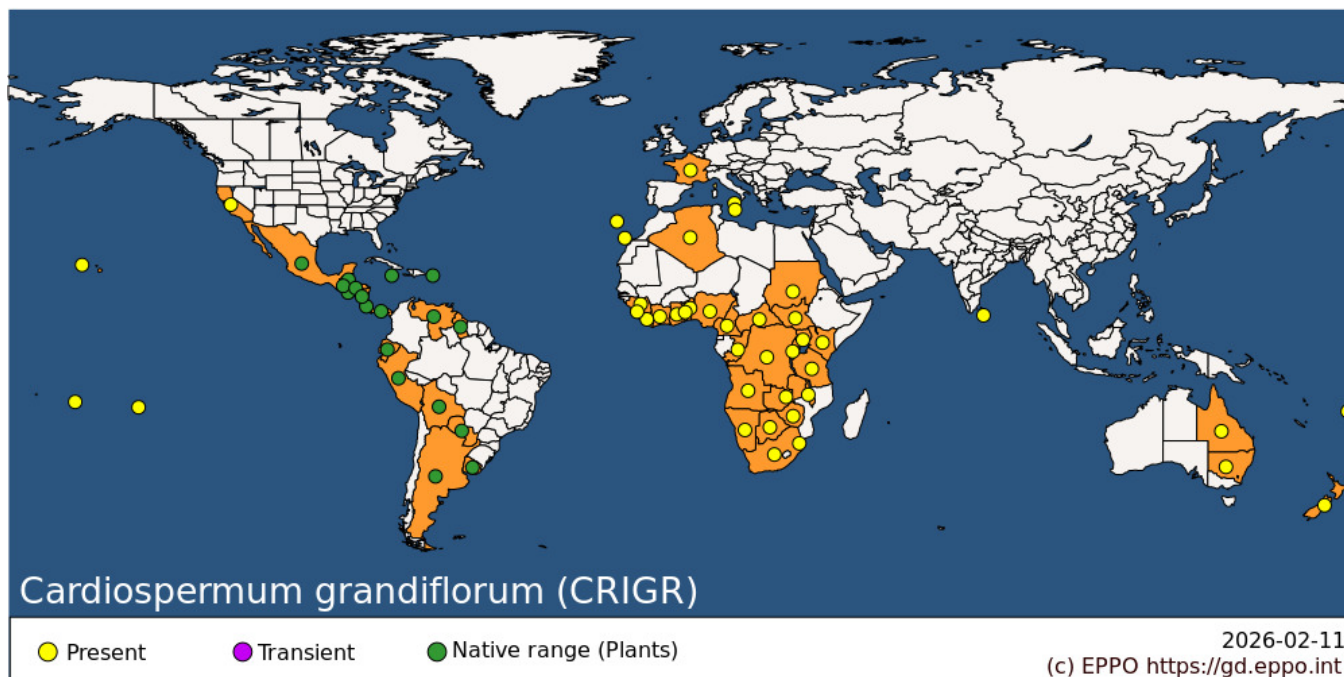 Cardiospermum grandiflorum (CRIGR)
Present
Transient
Native range (Plants)
2026-02-11
(c) EPPO https://gd.eppo.int